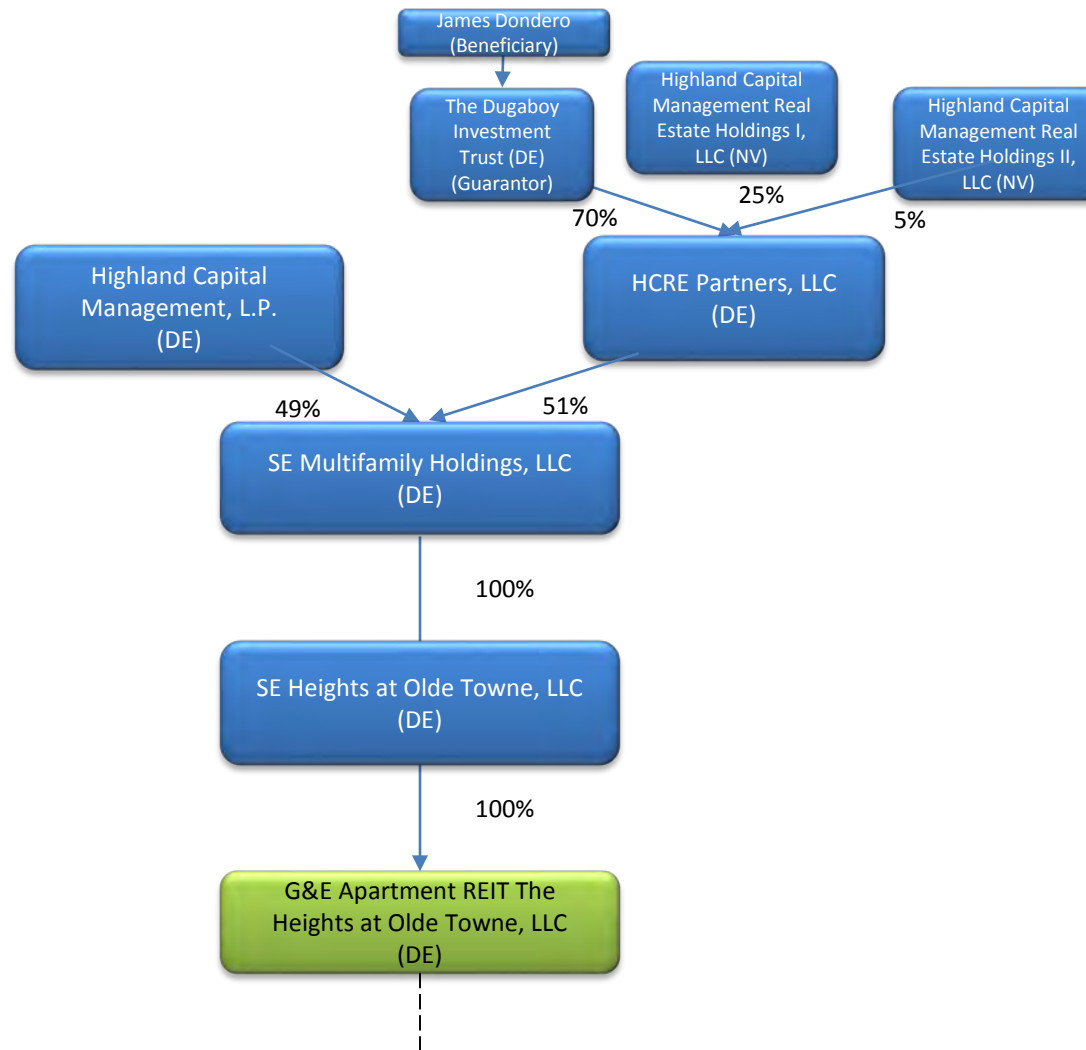 James Dondero
(Beneficiary)
The Dugaboy
Investment
Trust (DE)
(Guarantor)
Highland Capital
Management Real
Estate Holdings I,
LLC (NV)
Highland Capital
Management Real
Estate Holdings II,
LLC (NV)
70%
25%
5%
Highland Capital
Management, L.P.
(DE)
HCRE Partners, LLC
(DE)
49%
51%
SE Multifamily Holdings, LLC
(DE)
100%
SE Heights at Olde Towne, LLC
(DE)
100%
G&E Apartment REIT The
Heights at Olde Towne, LLC
(DE)